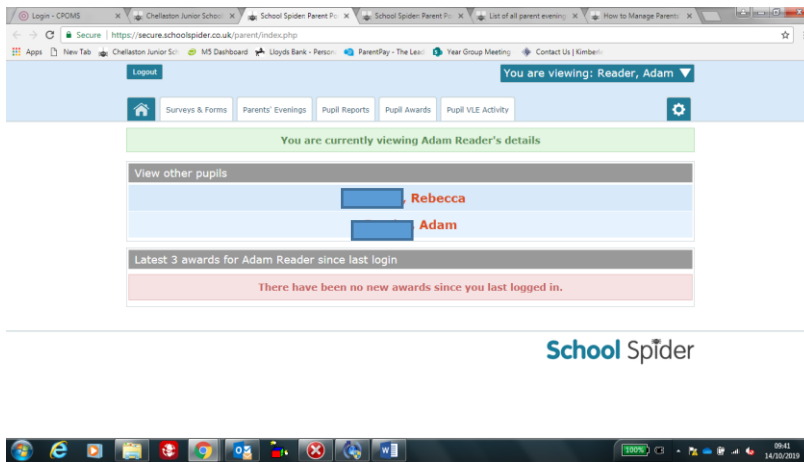 Login - CPOMS
Chellaston Junior School
School Spider: Parent Po
School Spider: Parent Po
List of all parent evening
How to Manage Parents
Secure
https://secure.schoolspider.co.uk/parent/index.php
Apps
New Tab
Chellaston Junior Sch
MS Dashboard
Lloyds Bank - Person
ParentPay - The Lead
Year Group Meeting
Contact Us | Kimberl
Logout
You are viewing: Reader, Adam ▼
Surveys & Forms
Parents' Evenings
Pupil Reports
Pupil Awards
Pupil VLE Activity
You are currently viewing Adam Reader's details
View other pupils
, Rebecca
, Adam
Latest 3 awards for Adam Reader since last login
There have been no new awards since you last logged in.
School Spider
100%
09:41
14/10/2019